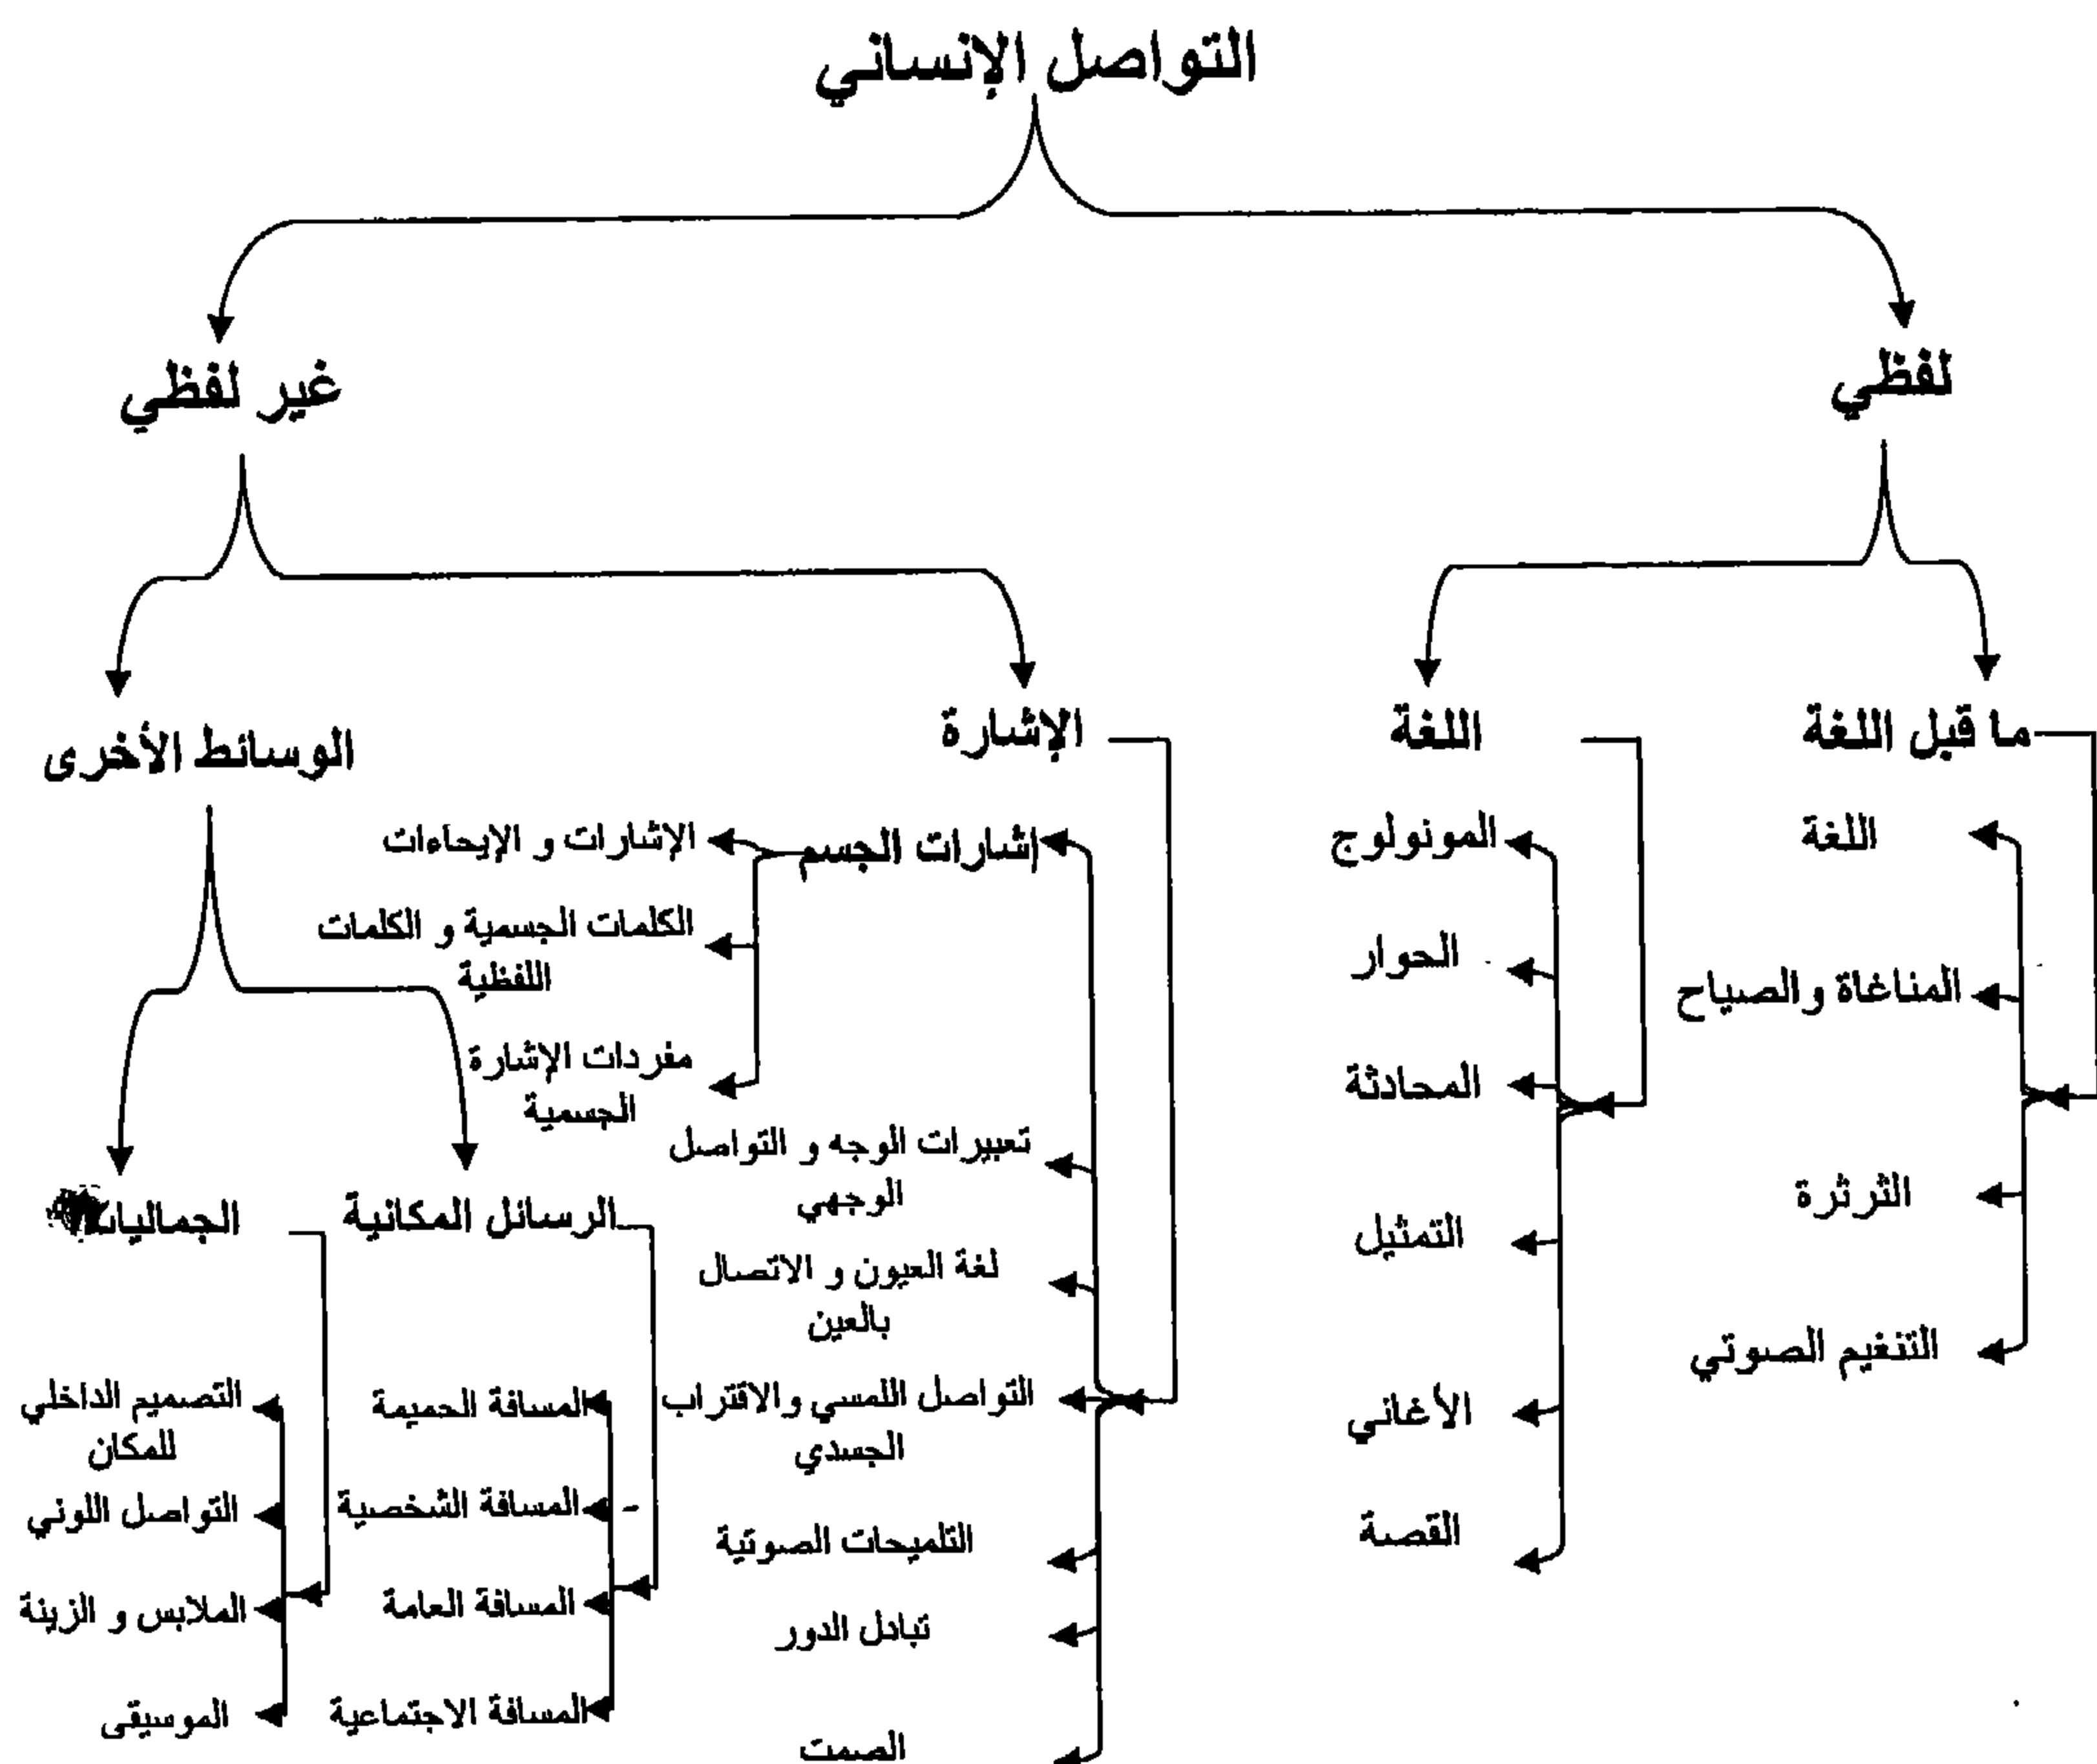 التواصل الإنساني
لفظي
غير لفظي
ما قبل اللغة
اللغة
المناغاة والصياح
الثرثرة
التنغيم الصوتي
اللغة
المونولوج
الحوار
المحادثة
التمثيل
الأغاني
القصة
الإشارة
إشارات الجسم
الإشارات و الإيحاءات
الكلمات الجسمية و الكلمات
اللفظية
مفردات الإشارة
الجسمية
تعبيرات الوجه و التواصل
الوجهي
لغة العيون و الاتصال
بالعين
التواصل اللمسي والاقتراب
الجسدي
التلميحات الصوتية
تبادل الدور
الصمت
الوسائط الأخرى
الرسائل المكانية
المسافة الحميمة
المسافة الشخصية
المسافة العامة
المسافة الاجتماعية
التصميم الداخلي
للمكان
التواصل اللوني
الملابس و الزينة
الموسيقى